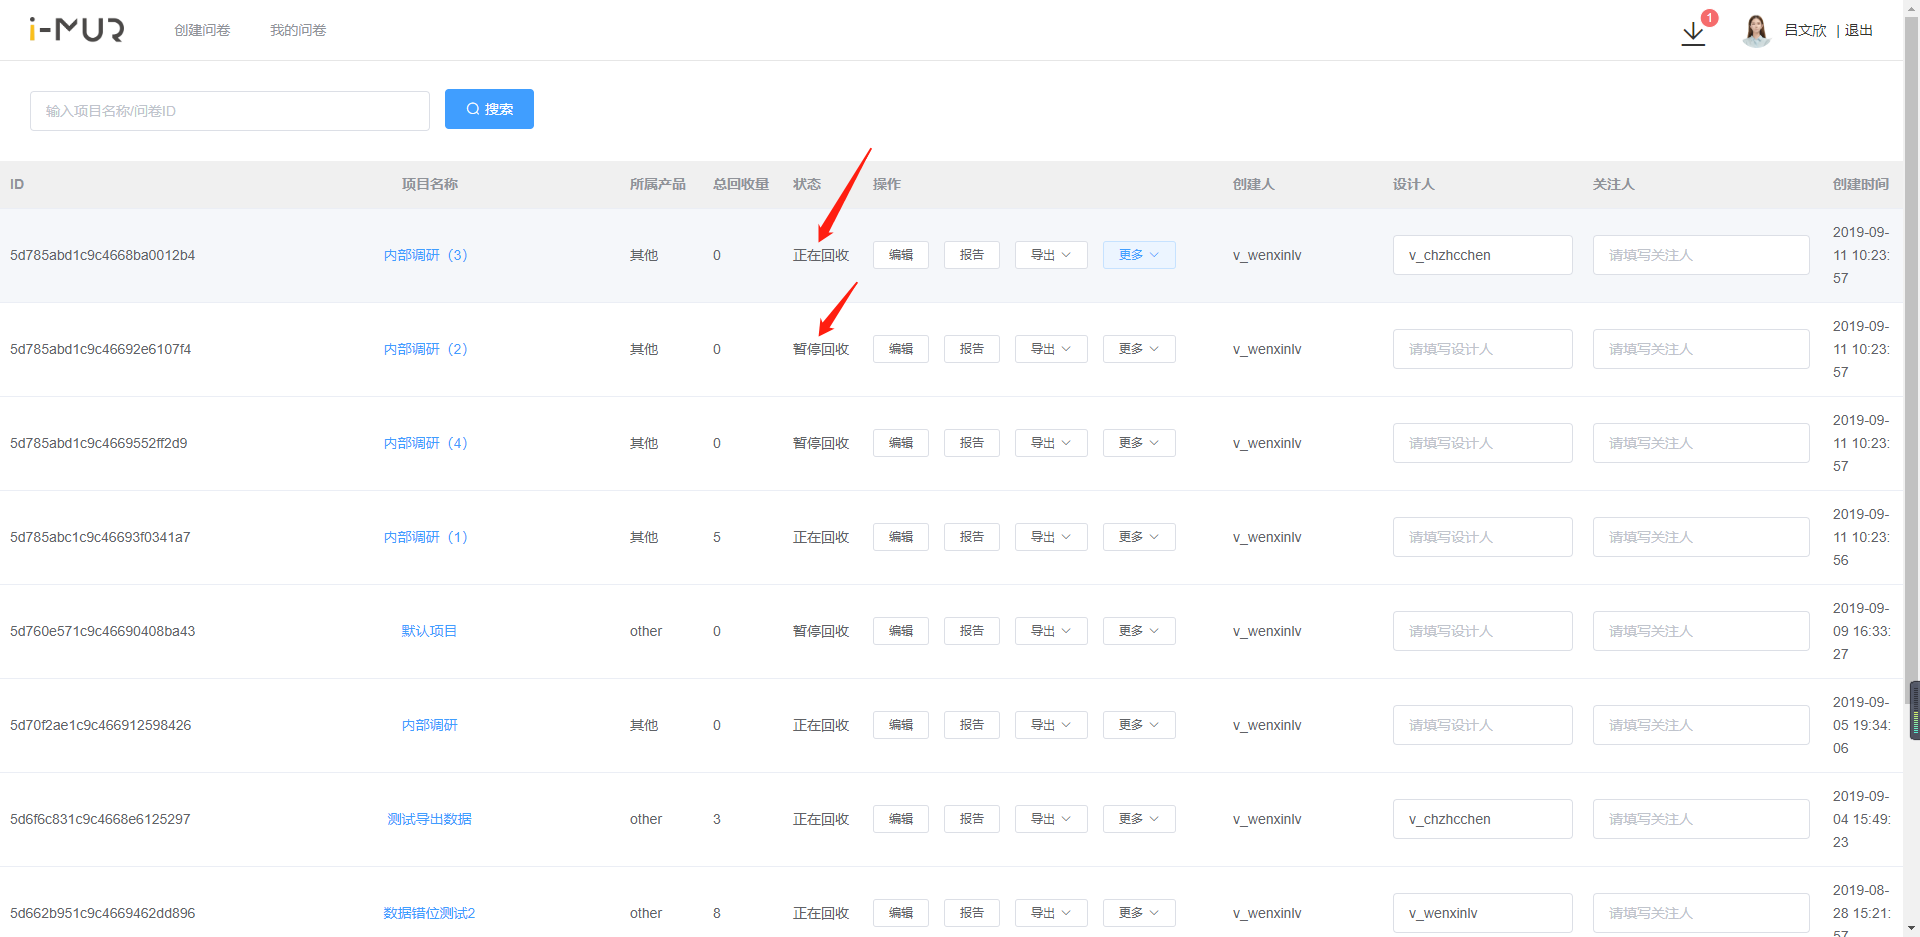 i-MUR 创建问卷 我的问卷 1 吕文欣 | 退出
输入项目名称/问卷ID 搜索
ID 项目名称 所属产品 总回收量 状态 操作 创建人 设计人 关注人 创建时间
5d785abd1c9c4668ba0012b4 内部调研（3） 其他 0 正在回收 编辑 报告 导出 更多 v_wenxinlv v_chzhcchen 请填写关注人 2019-09-
11 10:23:
57
5d785abd1c9c46692e6107f4 内部调研（2） 其他 0 暂停回收 编辑 报告 导出 更多 v_wenxinlv 请填写设计人 请填写关注人 2019-09-
11 10:23:
57
5d785abd1c9c4669552ff2d9 内部调研（4） 其他 0 暂停回收 编辑 报告 导出 更多 v_wenxinlv 请填写设计人 请填写关注人 2019-09-
11 10:23:
57
5d785abc1c9c46693f0341a7 内部调研（1） 其他 5 正在回收 编辑 报告 导出 更多 v_wenxinlv 请填写设计人 请填写关注人 2019-09-
11 10:23:
56
5d760e571c9c46690408ba43 默认项目 other 0 暂停回收 编辑 报告 导出 更多 v_wenxinlv 请填写设计人 请填写关注人 2019-09-
09 16:33:
27
5d70f2ae1c9c466912598426 内部调研 其他 0 正在回收 编辑 报告 导出 更多 v_wenxinlv 请填写设计人 请填写关注人 2019-09-
05 19:34:
06
5d6f6c831c9c4668e6125297 测试导出数据 other 3 正在回收 编辑 报告 导出 更多 v_wenxinlv v_chzhcchen 请填写关注人 2019-09-
04 15:49:
23
5d662b951c9c4669462dd896 数据错位测试2 other 8 正在回收 编辑 报告 导出 更多 v_wenxinlv v_wenxinlv 请填写关注人 2019-08-
28 15:21:
57